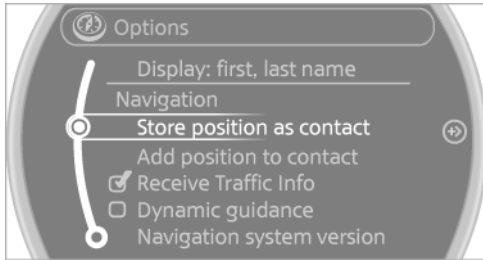 Options
Display: first, last name
Navigation
Store position as contact
Add position to contact
Receive Traffic Info
Dynamic guidance
Navigation system version